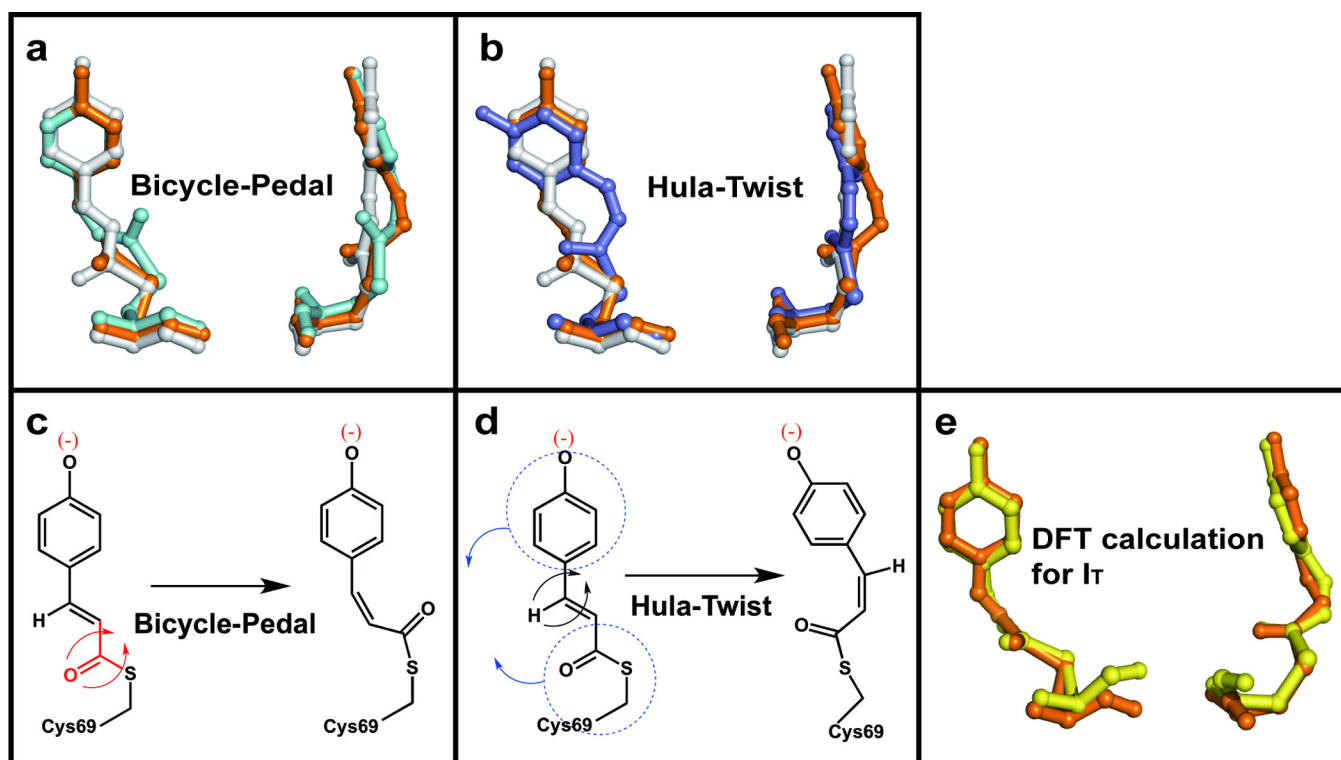 a
Bicycle-Pedal
b
Hula-Twist
c
(-)
O
H
O
S
Cys69
Bicycle-Pedal
(-)
O
O
S
Cys69
d
(-)
O
H
O
S
Cys69
Hula-Twist
(-)
O
H
O
S
Cys69
e
DFT calculation
for IT